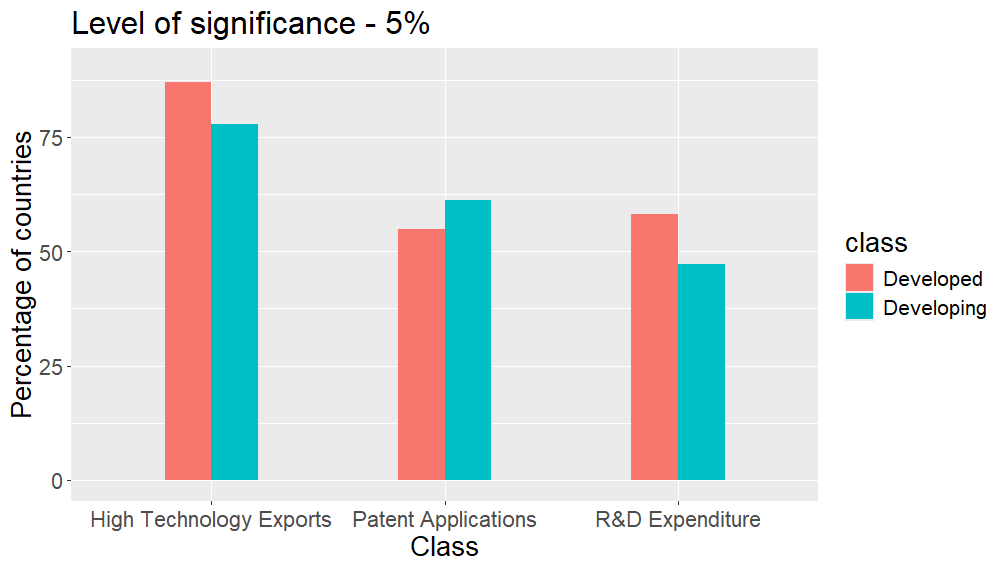 Level of significance - 5%
Percentage of countries
75
50
25
0
High Technology Exports
Patent Applications
R&D Expenditure
Class
class
Developed
Developing